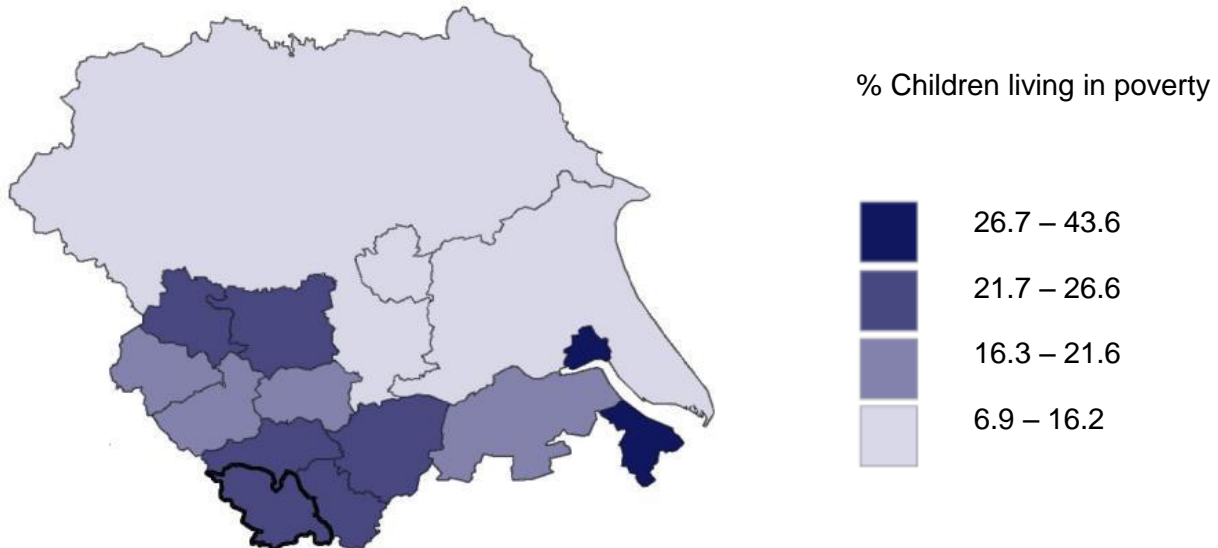 % Children living in poverty
26.7 – 43.6
21.7 – 26.6
16.3 – 21.6
6.9 – 16.2